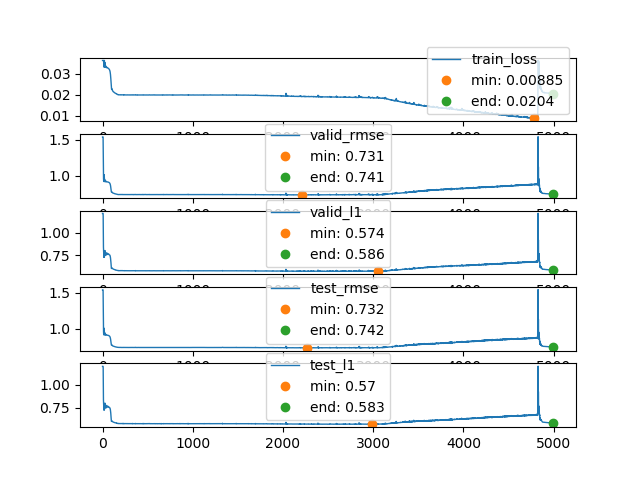 0.03
0.02
0.01
train_loss
min: 0.00885
end: 0.0204
0 1000 2000 3000 4000 5000
1.5
1.0
valid_rmse
min: 0.731
end: 0.741
1.00
0.75
valid_l1
min: 0.574
end: 0.586
1.5
1.0
test_rmse
min: 0.732
end: 0.742
1.00
0.75
test_l1
min: 0.57
end: 0.583
0 1000 2000 3000 4000 5000